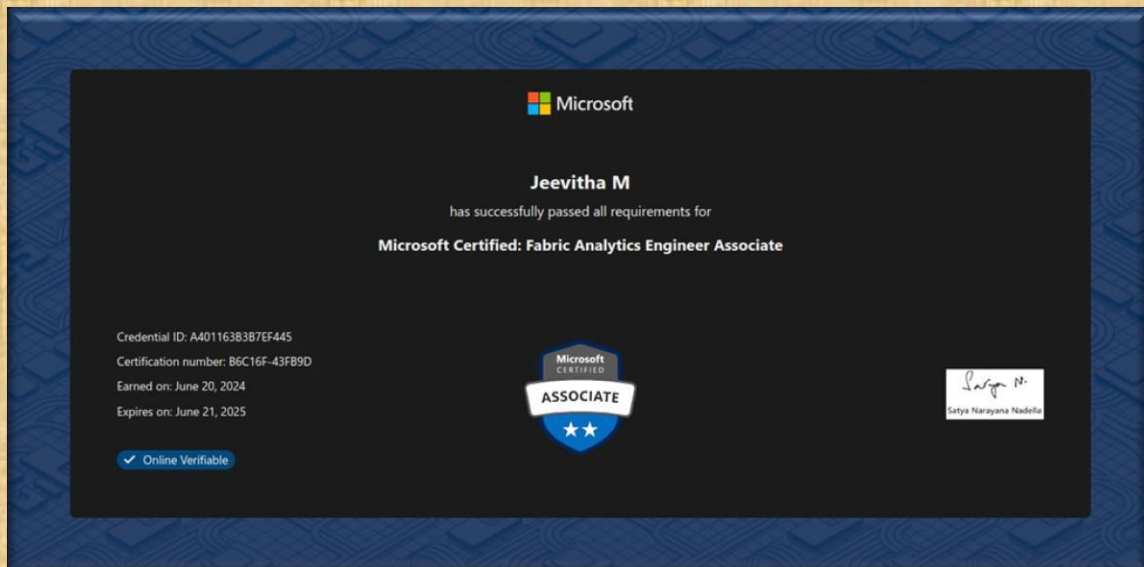 Microsoft
Jeevitha M
has successfully passed all requirements for
Microsoft Certified: Fabric Analytics Engineer Associate
Credential ID: A401163B3B7EF445
Certification number: B6C16F-43FB9D
Earned on: June 20, 2024
Expires on: June 21, 2025
Online Verifiable
Microsoft
CERTIFIED
ASSOCIATE
Satya N.
Satya Narayana Nadella